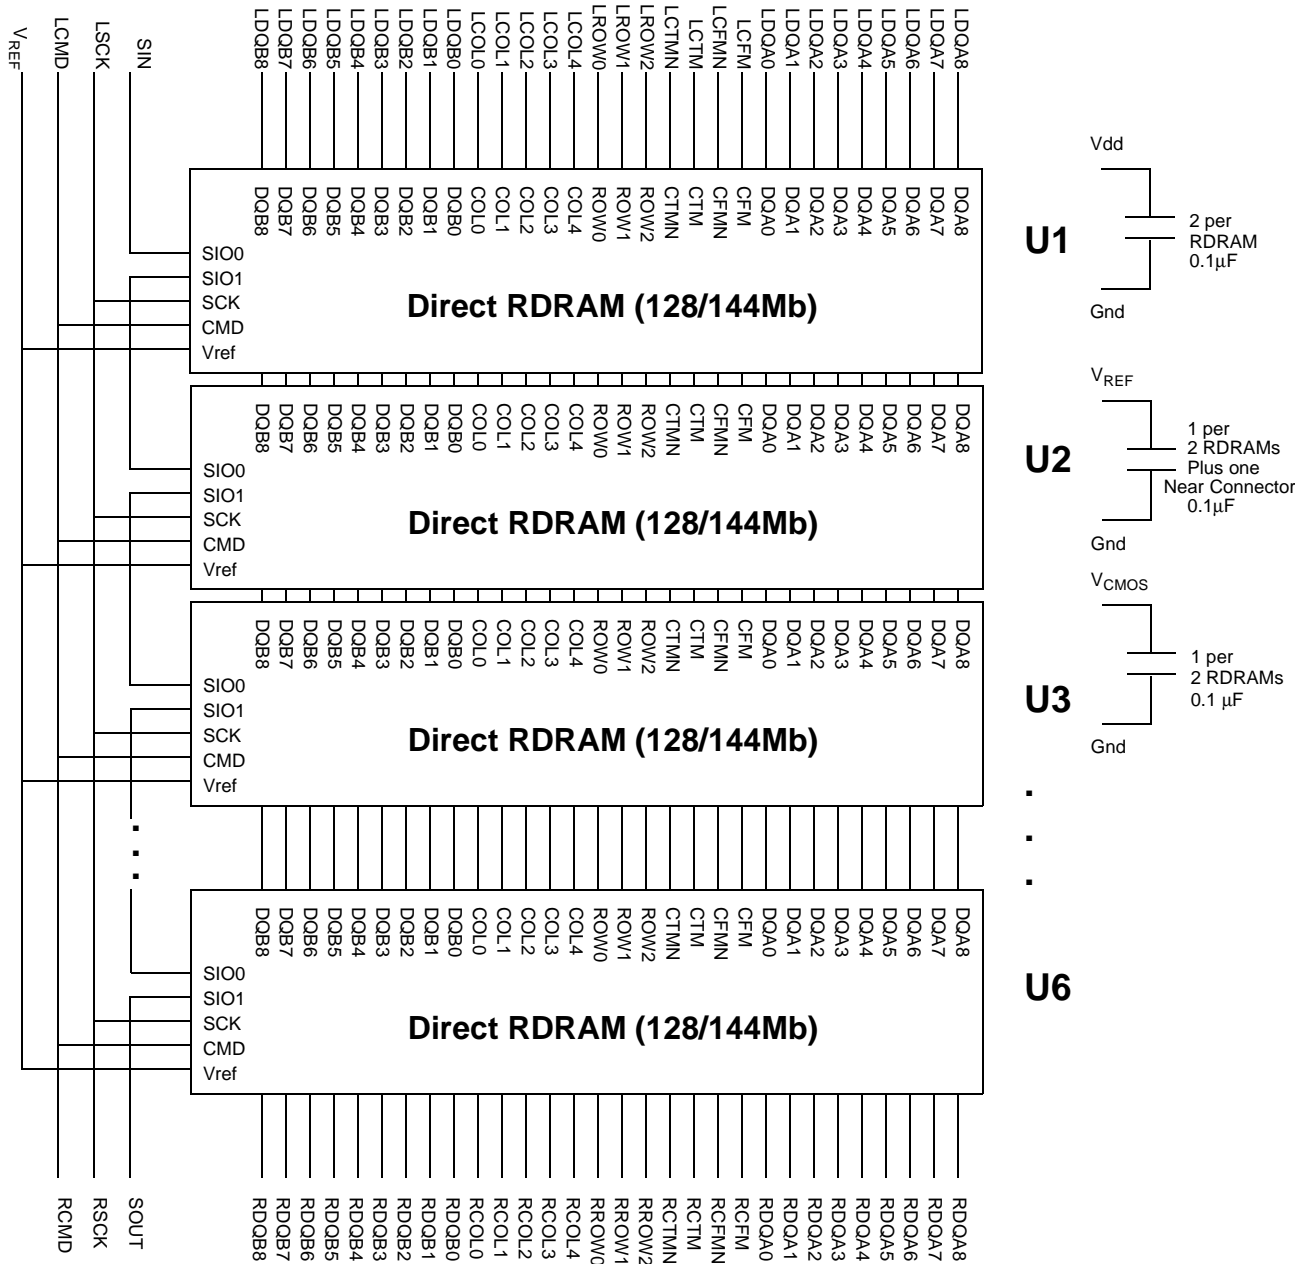 VREF
LCMD
LSCK
SIN
LDQB8
LDQB7
LDQB6
LDQB5
LDQB4
LDQB3
LDQB2
LDQB1
LDQB0
LCOL0
LCOL1
LCOL2
LCOL3
LCOL4
LROW0
LROW1
LROW2
LCTMN
LCTM
LCFMN
LCFM
LDQA0
LDQA1
LDQA2
LDQA3
LDQA4
LDQA5
LDQA6
LDQA7
LDQA8
DQB8
DQB7
DQB6
DQB5
DQB4
DQB3
DQB2
DQB1
DQB0
COL0
COL1
COL2
COL3
COL4
ROW0
ROW1
ROW2
CTMN
CTM
CFMN
CFM
DQA0
DQA1
DQA2
DQA3
DQA4
DQA5
DQA6
DQA7
DQA8
SIO0
SIO1
SCK
CMD
Vref
Direct RDRAM (128/144Mb)
U1
Vdd
2 per
RDRAM
0.1μF
Gnd
DQB8
DQB7
DQB6
DQB5
DQB4
DQB3
DQB2
DQB1
DQB0
COL0
COL1
COL2
COL3
COL4
ROW0
ROW1
ROW2
CTMN
CTM
CFMN
CFM
DQA0
DQA1
DQA2
DQA3
DQA4
DQA5
DQA6
DQA7
DQA8
SIO0
SIO1
SCK
CMD
Vref
Direct RDRAM (128/144Mb)
U2
VREF
1 per
2 RDRAMs
Plus one
Near Connector
0.1μF
Gnd
DQB8
DQB7
DQB6
DQB5
DQB4
DQB3
DQB2
DQB1
DQB0
COL0
COL1
COL2
COL3
COL4
ROW0
ROW1
ROW2
CTMN
CTM
CFMN
CFM
DQA0
DQA1
DQA2
DQA3
DQA4
DQA5
DQA6
DQA7
DQA8
SIO0
SIO1
SCK
CMD
Vref
Direct RDRAM (128/144Mb)
U3
VCMOS
1 per
2 RDRAMs
0.1 μF
Gnd
DQB8
DQB7
DQB6
DQB5
DQB4
DQB3
DQB2
DQB1
DQB0
COL0
COL1
COL2
COL3
COL4
ROW0
ROW1
ROW2
CTMN
CTM
CFMN
CFM
DQA0
DQA1
DQA2
DQA3
DQA4
DQA5
DQA6
DQA7
DQA8
SIO0
SIO1
SCK
CMD
Vref
Direct RDRAM (128/144Mb)
U6
RCMD
RSCK
SOUT
RDQB8
RDQB7
RDQB6
RDQB5
RDQB4
RDQB3
RDQB2
RDQB1
RDQB0
RCOL0
RCOL1
RCOL2
RCOL3
RCOL4
RROW0
RROW1
RROW2
RCTMN
RCTM
RCFMN
RCFM
RDQA0
RDQA1
RDQA2
RDQA3
RDQA4
RDQA5
RDQA6
RDQA7
RDQA8